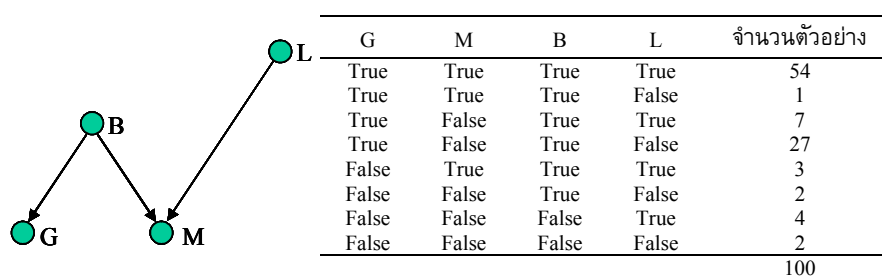 L
B
G
M
G M B L จำนวนตัวอย่าง
True True True True 54
True True True False 1
True False True True 7
True False True False 27
False True True True 3
False False True False 2
False False False True 4
False False False False 2
100